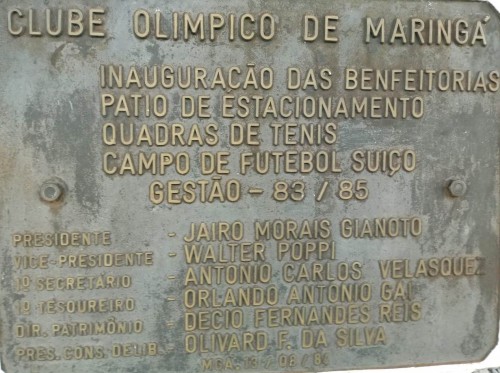 CLUBE OLIMPICO DE MARINGÁ
INAUGURAÇÃO DAS BENFEITORIAS
PATIO DE ESTACIONAMENTO
QUADRAS DE TENIS
CAMPO DE FUTEBOL SUIÇO
GESTÃO - 83 / 85
PRESIDENTE - JAIRO MORAIS GIANOTO
VICE-PRESIDENTE - WALTER POPPI
1º SECRETÁRIO - ANTONIO CARLOS VELASQUEZ
1º TESOUREIRO - ORLANDO ANTONIO GAI
DIR. PATRIMÔNIO - DECIO FERNANDES REIS
PRES. CONS. DELIB. - OLIVARD F. DA SILVA
MGA.